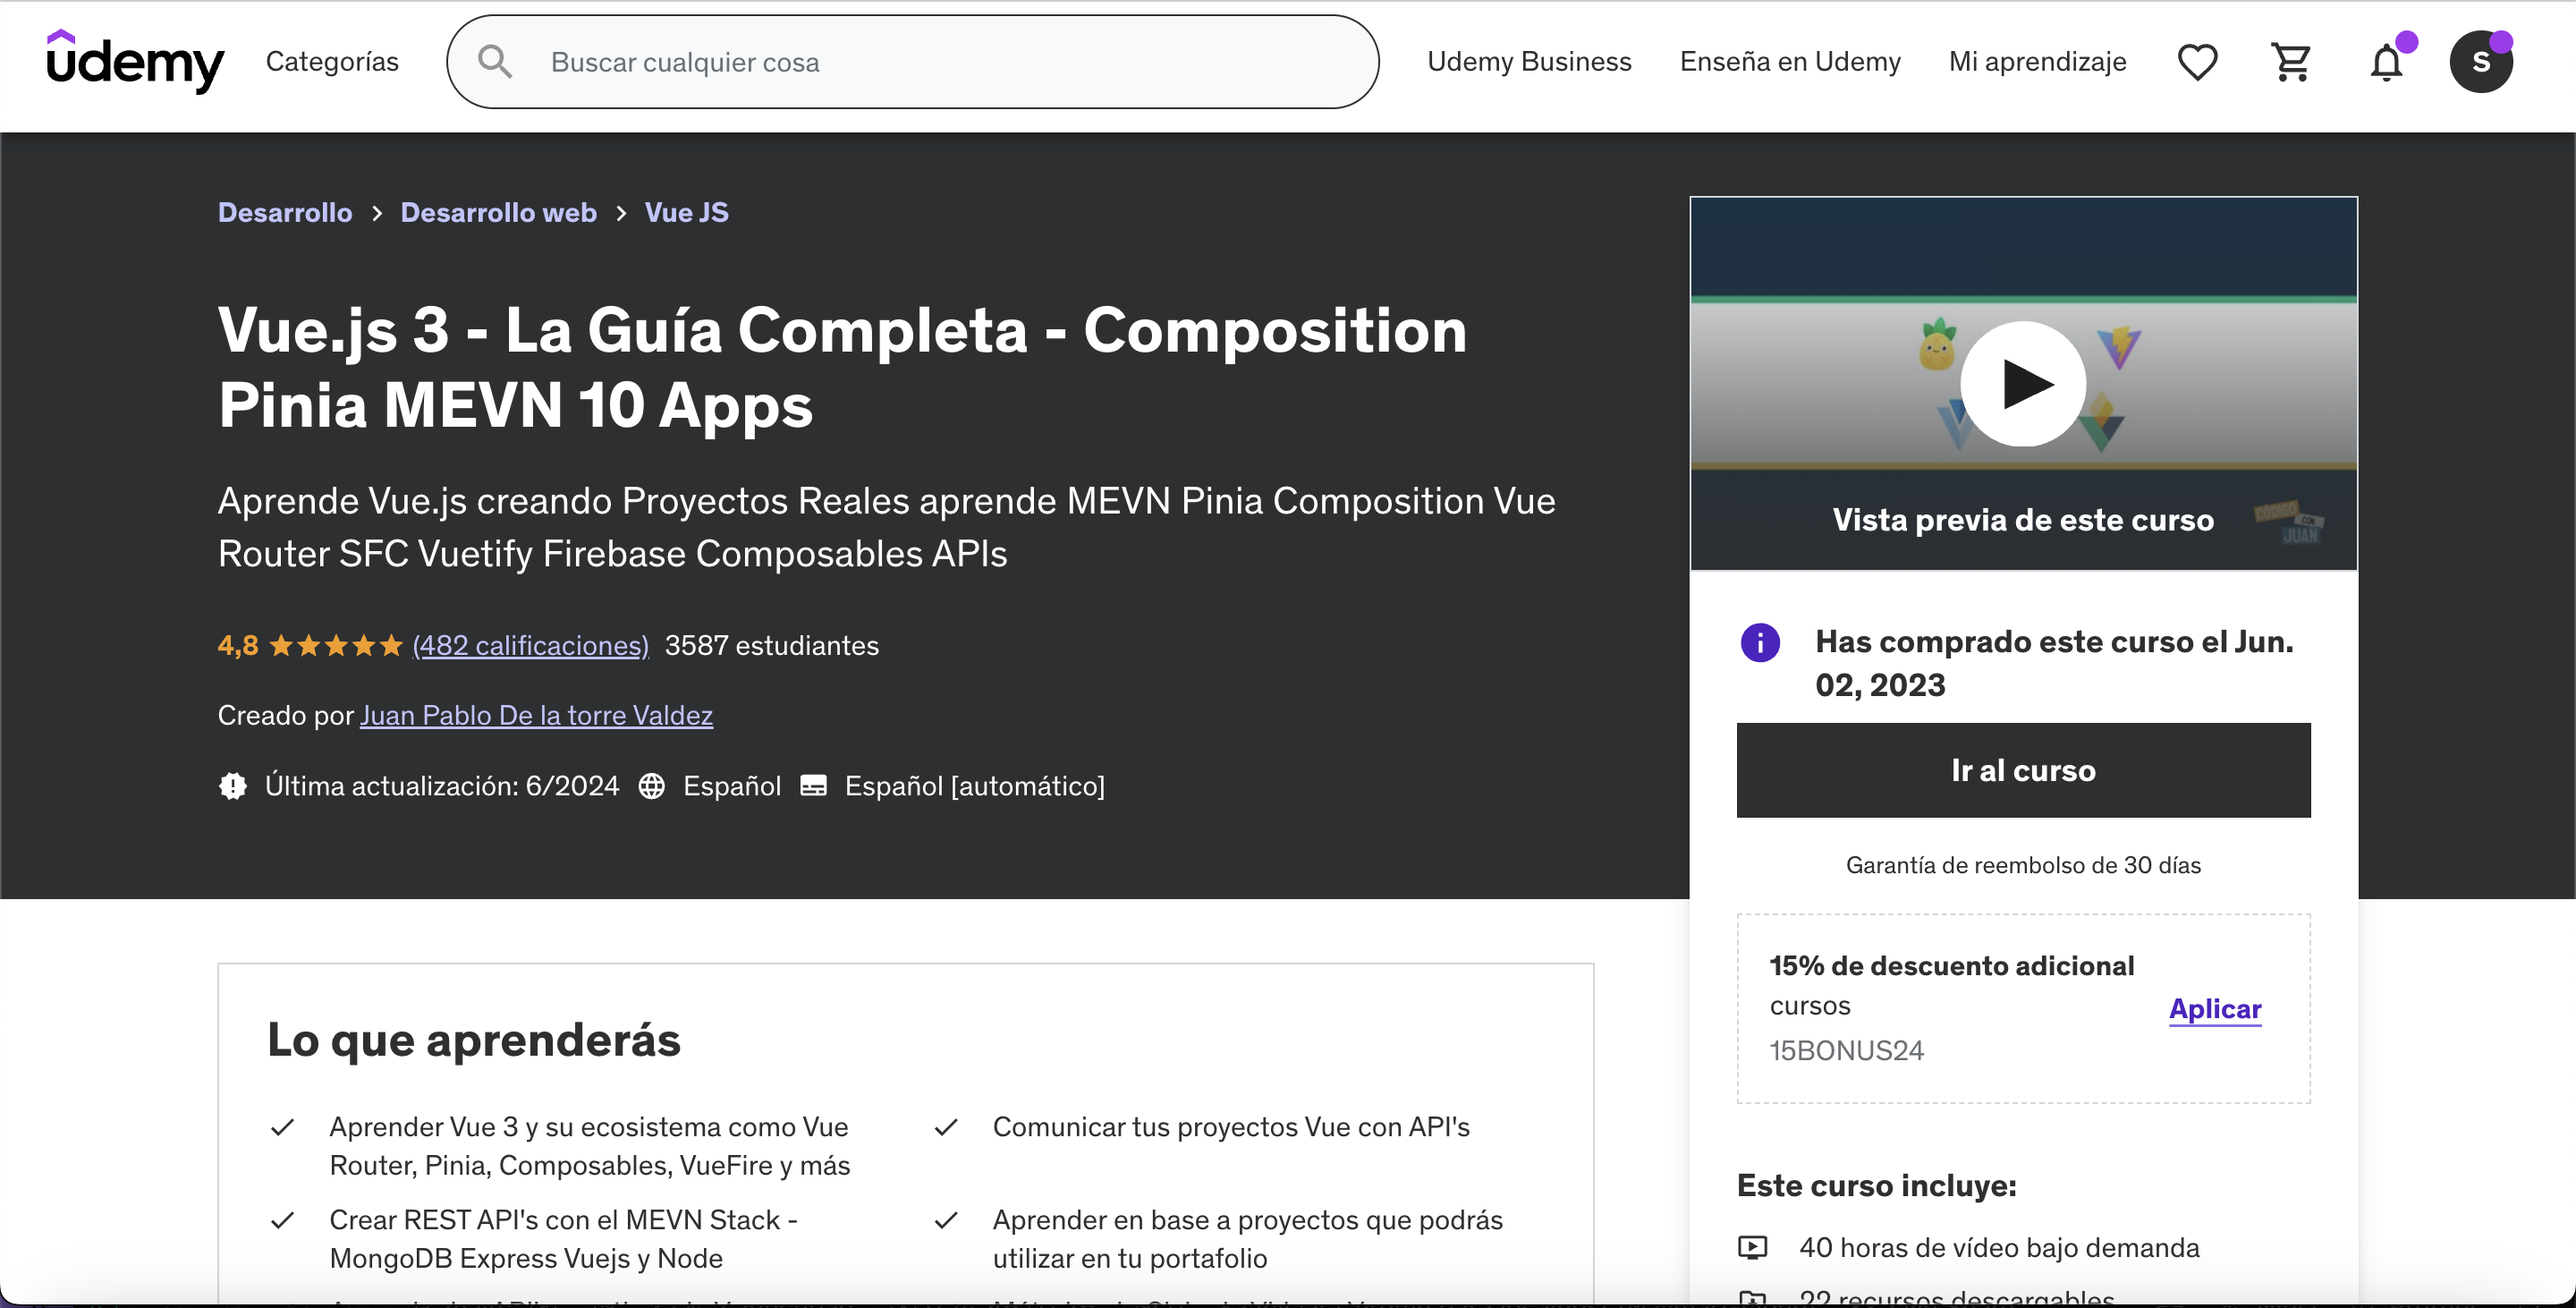 udemy
Categorías
Buscar cualquier cosa
Udemy Business
Enseña en Udemy
Mi aprendizaje
S
Desarrollo > Desarrollo web > Vue JS
Vue.js 3 - La Guía Completa - Composition
Pinia MEVN 10 Apps
Aprende Vue.js creando Proyectos Reales aprende MEVN Pinia Composition Vue
Router SFC Vuetify Firebase Composables APIs
4,8 (482 calificaciones) 3587 estudiantes
Creado por Juan Pablo De la torre Valdez
Última actualización: 6/2024 Español Español [automático]
Vista previa de este curso
CÓDIGO
CON
JUAN
Has comprado este curso el Jun.
02, 2023
Ir al curso
Garantía de reembolso de 30 días
15% de descuento adicional
cursos
15BONUS24
Aplicar
Este curso incluye:
40 horas de vídeo bajo demanda
22 recursos descargables
Lo que aprenderás
Aprender Vue 3 y su ecosistema como Vue
Router, Pinia, Composables, VueFire y más
Comunicar tus proyectos Vue con API's
Crear REST API's con el MEVN Stack -
MongoDB Express Vuejs y Node
Aprender en base a proyectos que podrás
utilizar en tu portafolio